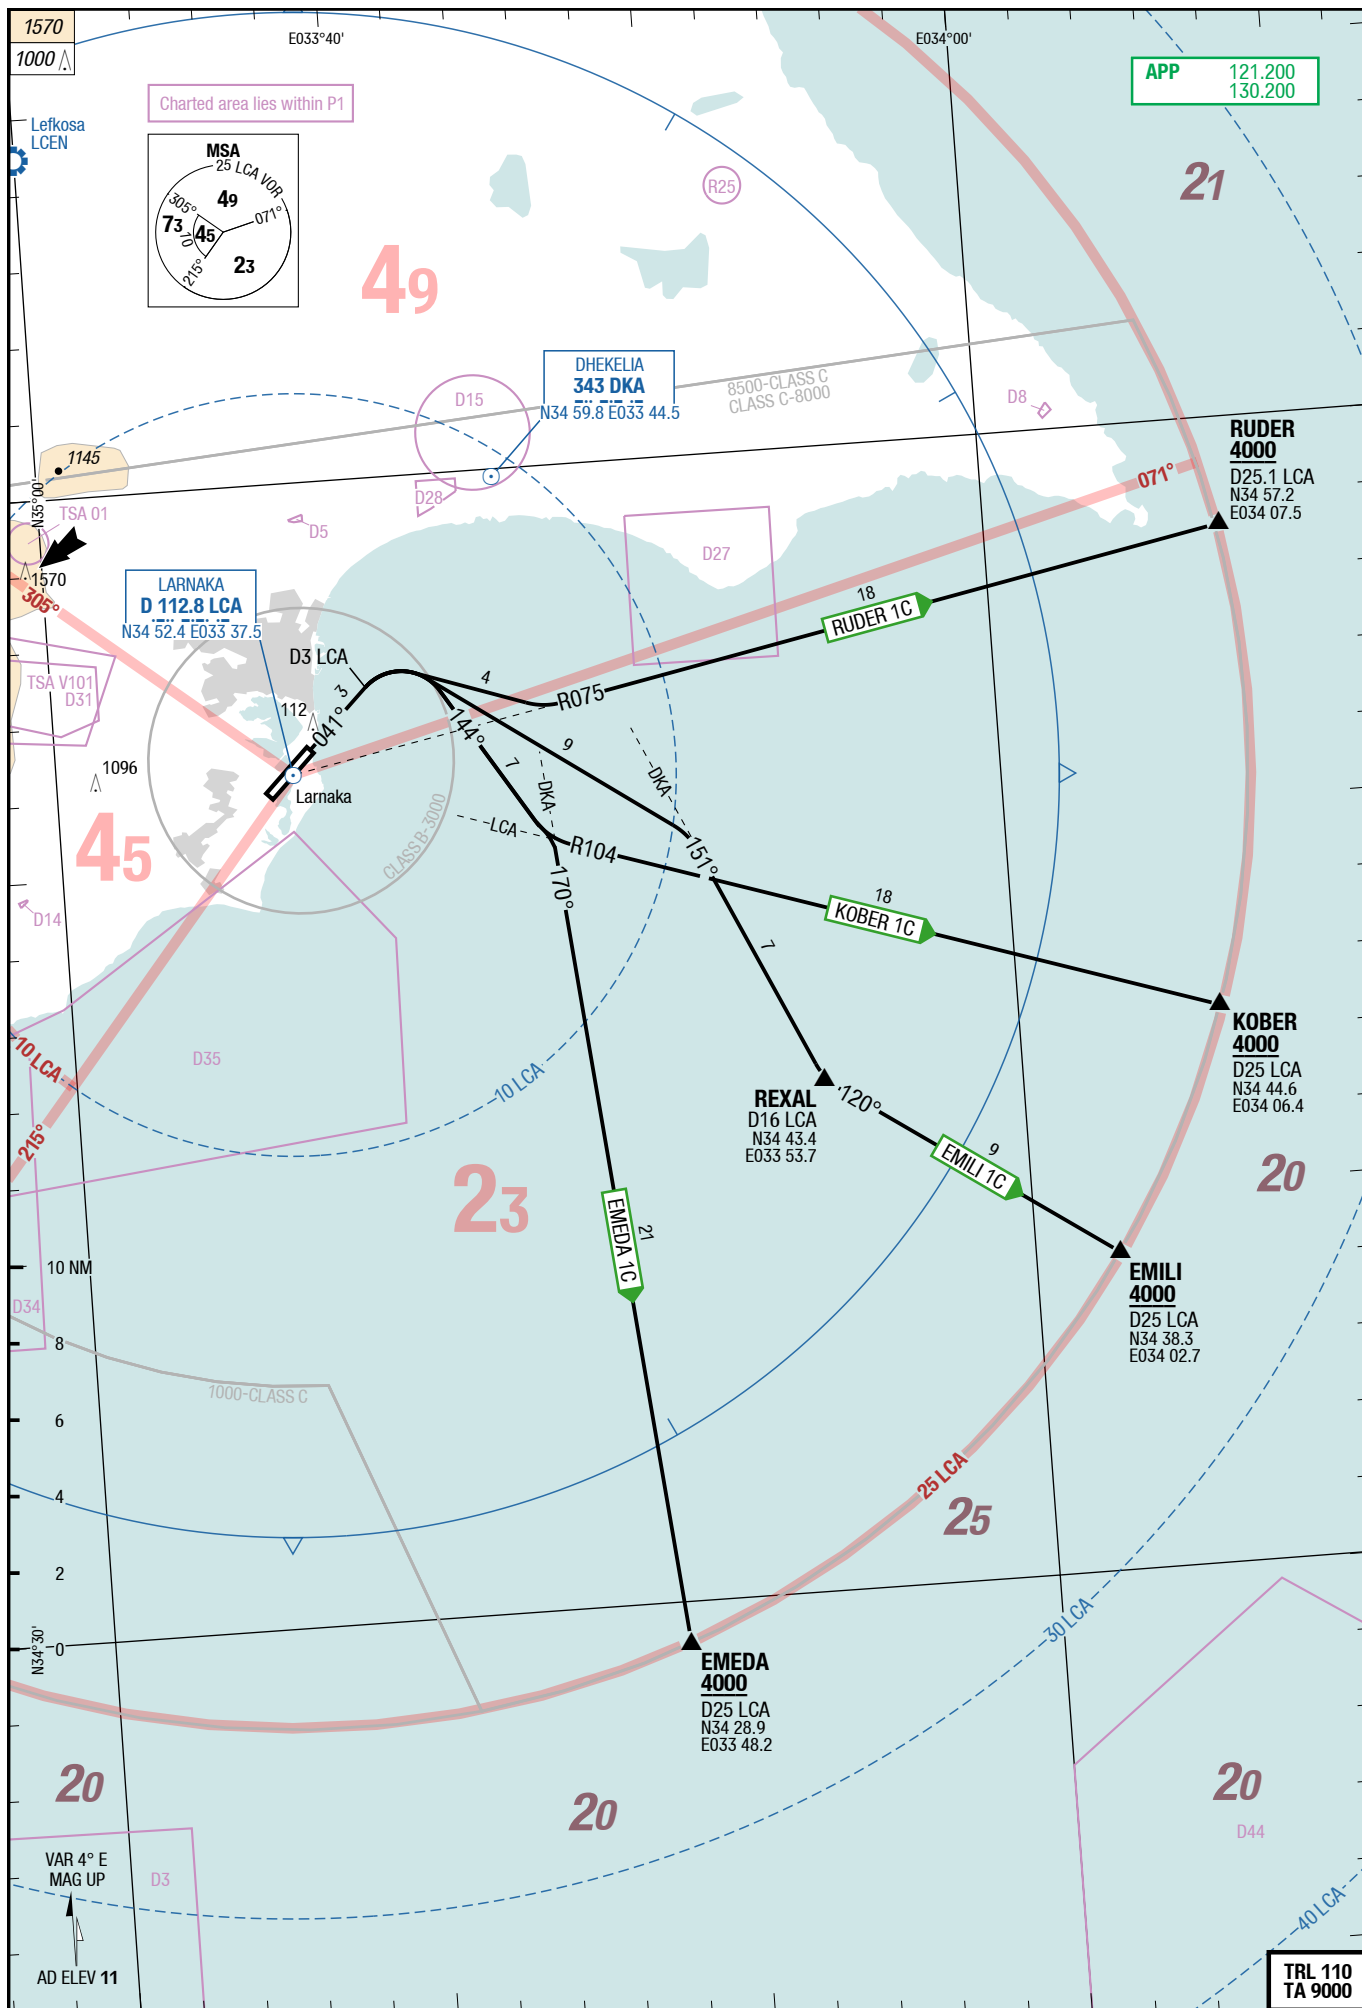 1570
1000
E033°40'
E034°00'
APP 121.200
130.200
Charted area lies within P1
Lefkosa
LCEN
MSA
25 LCA VOR
305°
49
071°
73
10
45
215°
23
R25
21
49
DHEKELIA
343 DKA
N34 59.8 E033 44.5
8500-CLASS C
CLASS C-8000
D15
D8
RUDER
4000
D25.1 LCA
N34 57.2
E034 07.5
1145
071°
N35°00'
TSA 01
D28
D5
D27
1570
305°
LARNAKA
D 112.8 LCA
N34 52.4 E033 37.5
18
RUDER 1C
D3 LCA
TSA V101
D31
3
4
R075
112
041°
144°
9
7
DKA
DKA
1096
Larnaka
LCA
CLASS B-3000
R104
151°
45
170°
18
KOBER 1C
D14
7
KOBER
4000
D25 LCA
N34 44.6
E034 06.4
10 LCA
D35
10 LCA
REXAL
D16 LCA
N34 43.4
E033 53.7
120°
215°
9
EMILI 1C
20
23
EMEDA 1C
21
10 NM
EMILI
4000
D25 LCA
N34 38.3
E034 02.7
D34
8
1000-CLASS C
6
25 LCA
4
25
2
30 LCA
N34°30'
0
EMEDA
4000
D25 LCA
N34 28.9
E033 48.2
20
20
20
D44
VAR 4° E
MAG UP
D3
40 LCA
AD ELEV 11
TRL 110
TA 9000